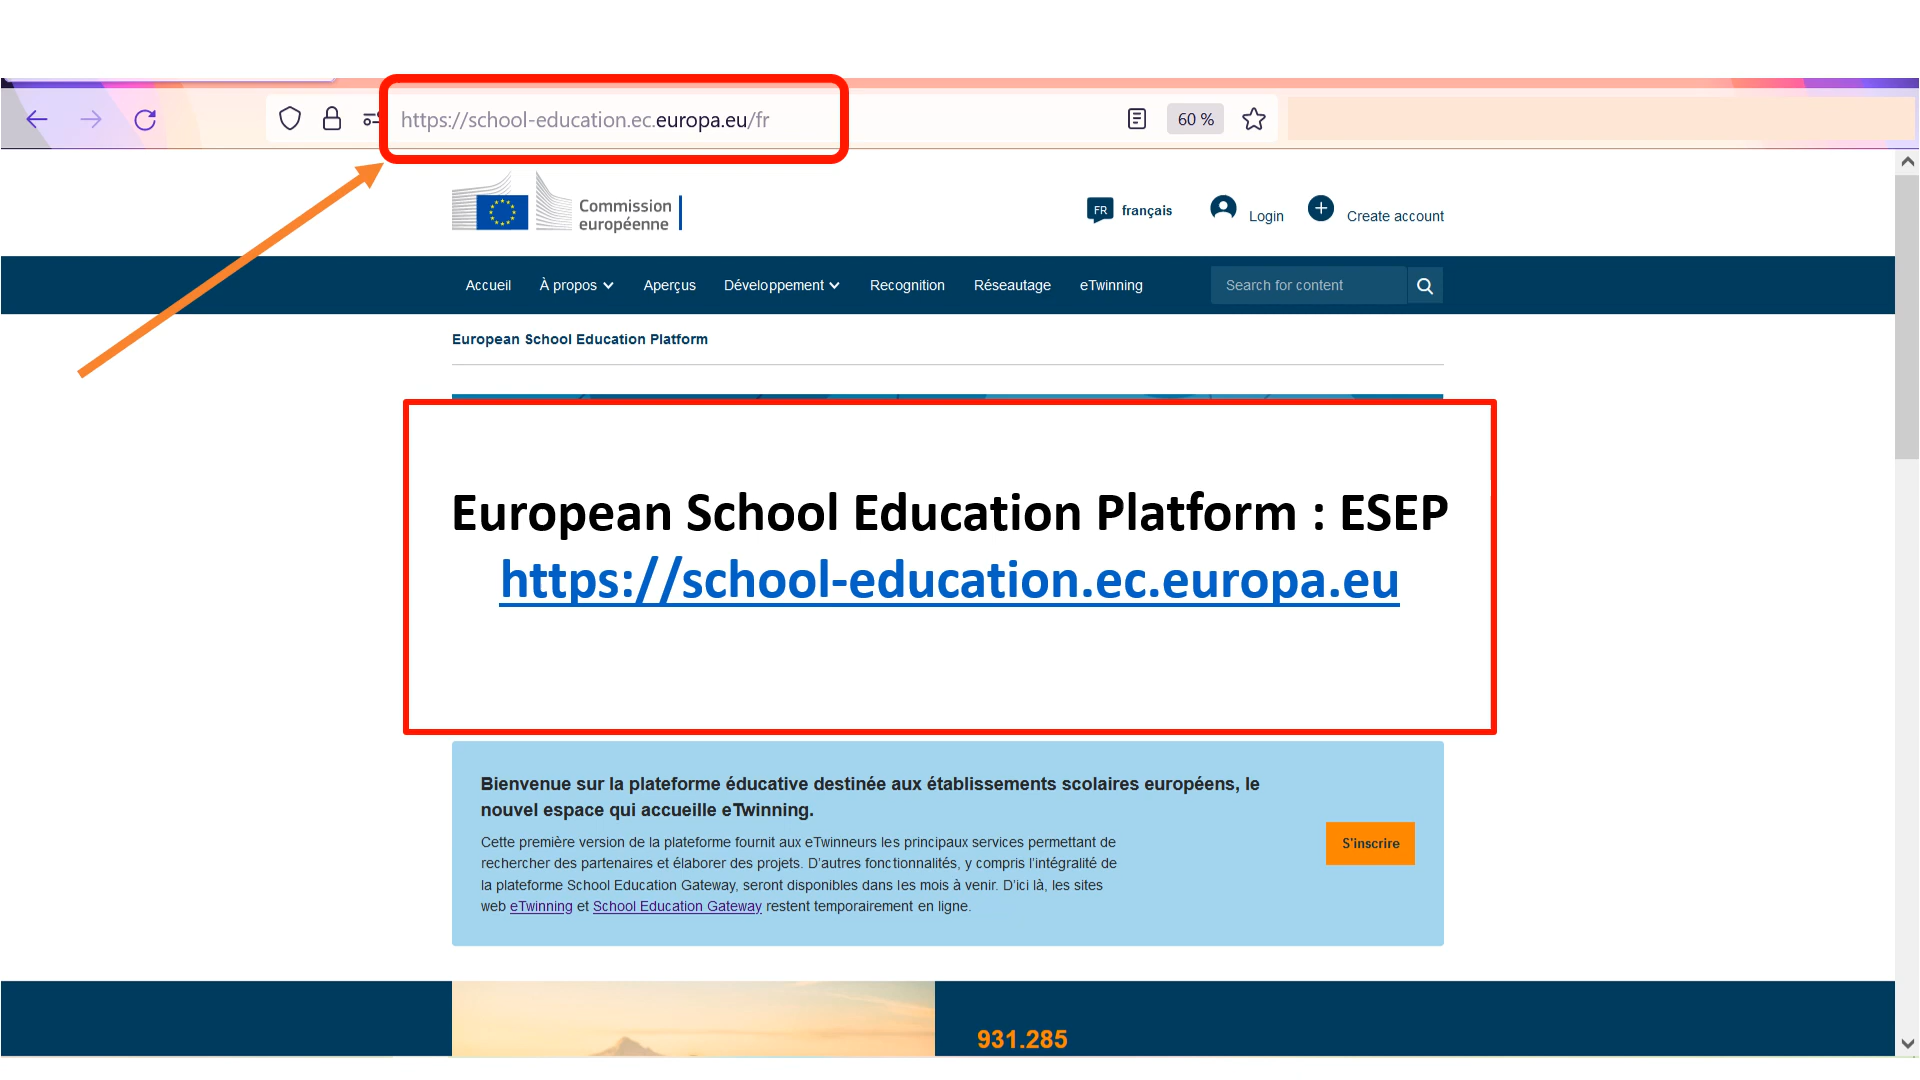 https://school-education.ec.europa.eu/fr
60 %
Commission
européenne
FR français
Login
Create account
Accueil À propos Aperçus Développement Recognition Réseautage eTwinning Search for content
European School Education Platform
European School Education Platform : ESEP
https://school-education.ec.europa.eu
Bienvenue sur la plateforme éducative destinée aux établissements scolaires européens, le
nouvel espace qui accueille eTwinning.
Cette première version de la plateforme fournit aux eTwinneurs les principaux services permettant de
rechercher des partenaires et élaborer des projets. D'autres fonctionnalités, y compris l'intégralité de
la plateforme School Education Gateway, seront disponibles dans les mois à venir. D'ici là, les sites
web eTwinning et School Education Gateway restent temporairement en ligne.
S'inscrire
931.285